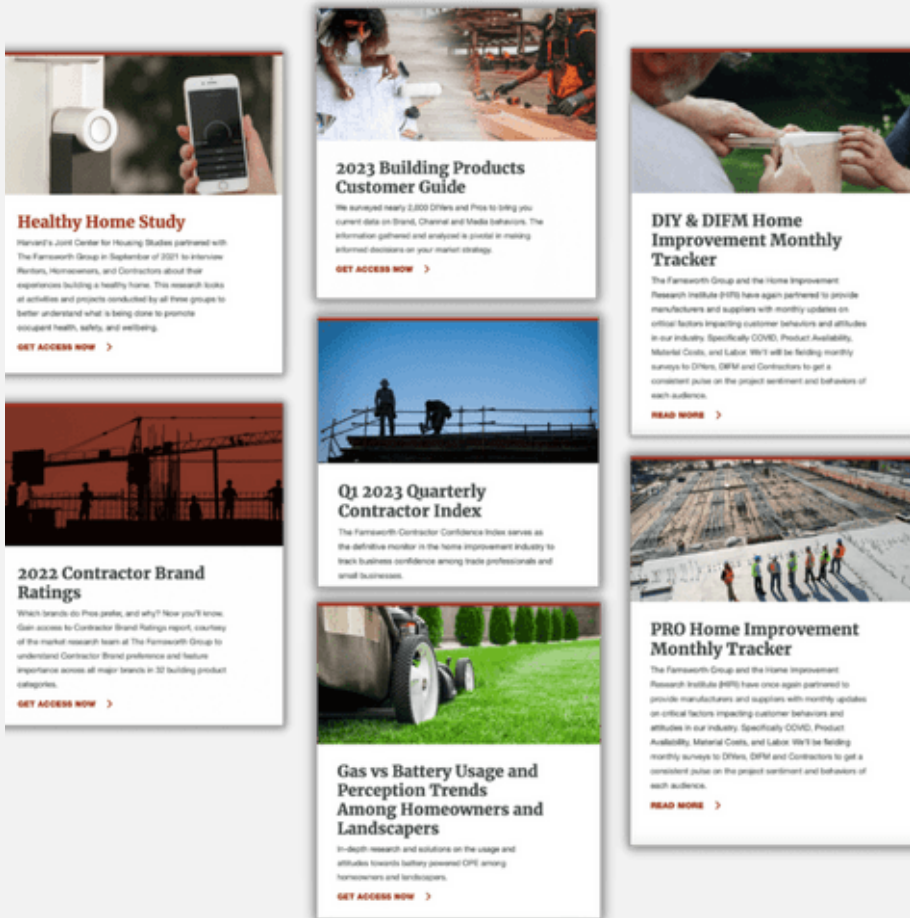 Healthy Home Study
Harvard's Joint Center for Housing Studies partnered with
The Farnsworth Group in September of 2021 to interview
Renters, Homeowners, and Contractors about their
experiences building a healthy home. This research looks
at activities and projects conducted by all three groups to
better understand what is being done to promote
occupant health, safety, and wellbeing.
GET ACCESS NOW >
2022 Contractor Brand
Ratings
Which brands do Pros prefer, and why? Now you'll know.
Gain access to Contractor Brand Ratings report, courtesy
of the market research team at The Farnsworth Group to
understand Contractor Brand preference and feature
importance across all major brands in 32 building product
categories.
GET ACCESS NOW >
2023 Building Products
Customer Guide
We surveyed nearly 2,000 DIYers and Pros to bring you
current data on Brand, Channel and Media behaviors. The
information gathered and analyzed is pivotal in making
informed decisions on your market strategy.
GET ACCESS NOW >
Q1 2023 Quarterly
Contractor Index
The Farnsworth Contractor Confidence Index serves as
the definitive monitor in the home improvement industry to
track business confidence among trade professionals and
small businesses.
Gas vs Battery Usage and
Perception Trends
Among Homeowners and
Landscapers
In-depth research and solutions on the usage and
attitudes towards battery powered OPE among
homeowners and landscapers.
GET ACCESS NOW >
DIY & DIFM Home
Improvement Monthly
Tracker
The Farnsworth Group and the Home Improvement
Research Institute (HIRI) have again partnered to provide
manufacturers and suppliers with monthly updates on
critical factors impacting customer behaviors and attitudes
in our industry. Specifically COVID, Product Availability,
Material Costs, and Labor. We'll will be fielding monthly
surveys to DIYers, DIFM and Contractors to get a
consistent pulse on the project sentiment and behaviors of
each audience.
READ MORE >
PRO Home Improvement
Monthly Tracker
The Farnsworth Group and the Home Improvement
Research Institute (HIRI) have once again partnered to
provide manufacturers and suppliers with monthly updates
on critical factors impacting customer behaviors and
attitudes in our industry. Specifically COVID, Product
Availability, Material Costs, and Labor. We'll be fielding
monthly surveys to DIYers, DIFM and Contractors to get a
consistent pulse on the project sentiment and behaviors of
each audience.
READ MORE >